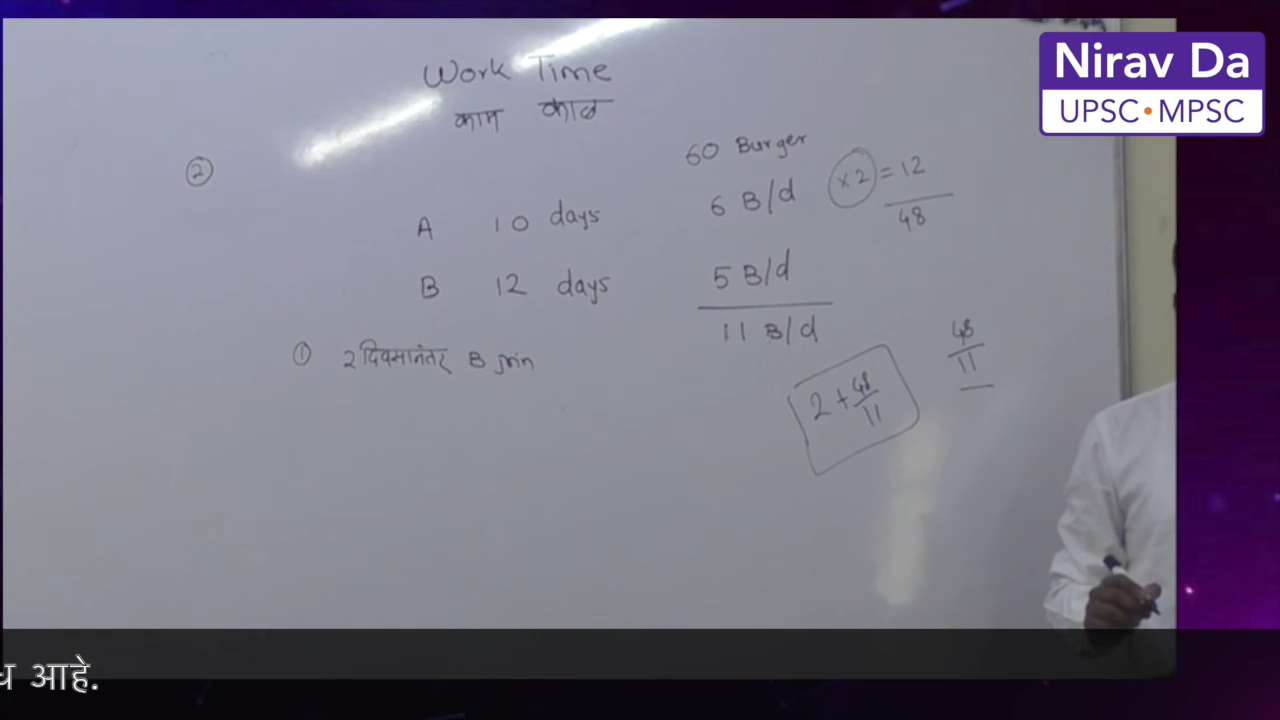 Nirav Da
UPSC • MPSC
Work Time
काम काळ
②
60 Burger
A 10 days 6 B/d ×2 = 12
48
B 12 days 5 B/d
11 B/d
① 2 दिवसानंतर B join
48/11
2 + 48/11
आहे.